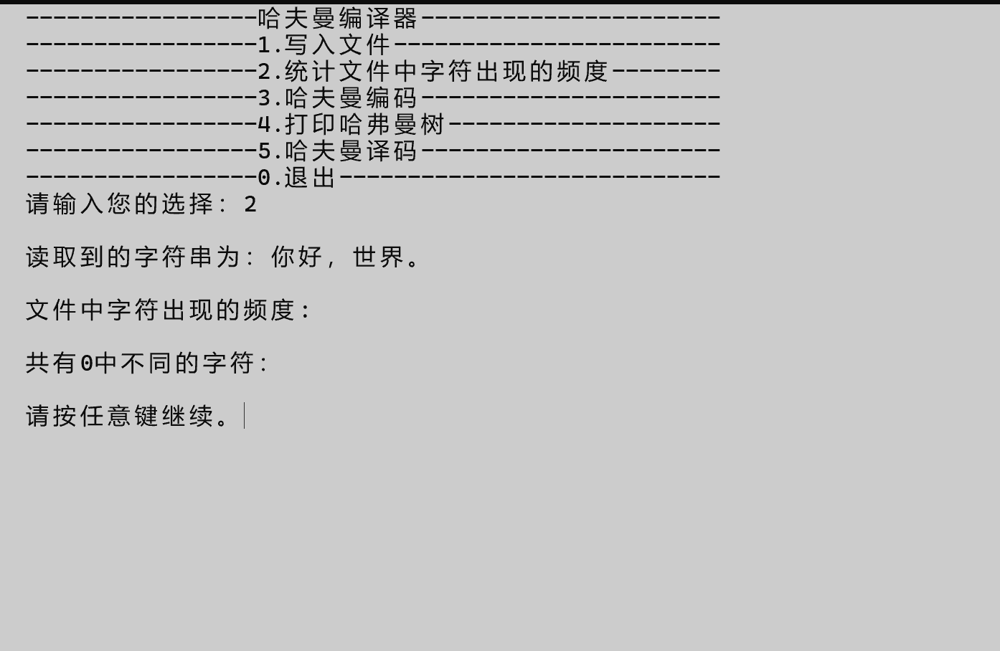 -----------------哈夫曼编译器----------------------
-----------------1.写入文件------------------------
-----------------2.统计文件中字符出现的频度--------
-----------------3.哈夫曼编码----------------------
-----------------4.打印哈弗曼树--------------------
-----------------5.哈夫曼译码----------------------
-----------------0.退出----------------------------
请输入您的选择：2
读取到的字符串为：你好，世界。
文件中字符出现的频度:
共有0中不同的字符：
请按任意键继续。